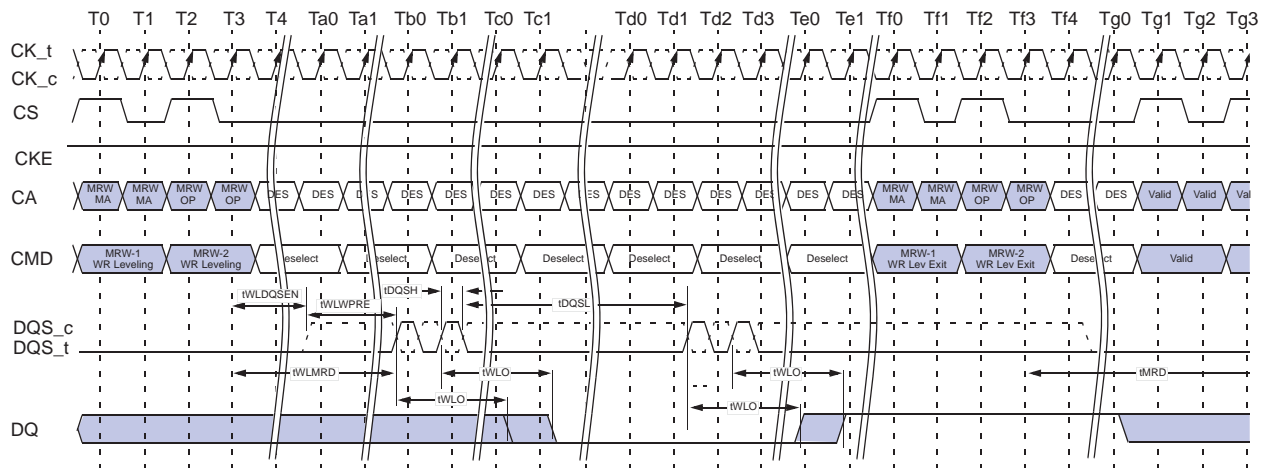 T0 T1 T2 T3 T4 Ta0 Ta1 Tb0 Tb1 Tc0 Tc1 Td0 Td1 Td2 Td3 Te0 Te1 Tf0 Tf1 Tf2 Tf3 Tf4 Tg0 Tg1 Tg2 Tg3
CK_t
CK_c
CS
CKE
MRW MRW MRW MRW MRW MRW MRW MRW
CA DES DES DES DES DES DES DES DES DES DES DES DES DES DES DES DES Valid Valid
MA MA OP OP MA MA OP OP
MRW-1 MRW-2 MRW-1 MRW-2
CMD Deselect Deselect Deselect Deselect Deselect Deselect Deselect Deselect Valid
WR Leveling WR Leveling WR Lev Exit WR Lev Exit
tDQSH
tWLDQSEN tWLWPRE tDQSL
DQS_c
DQS_t
tWLMRD tWLO tWLO tMRD
tWLO tWLO
DQ